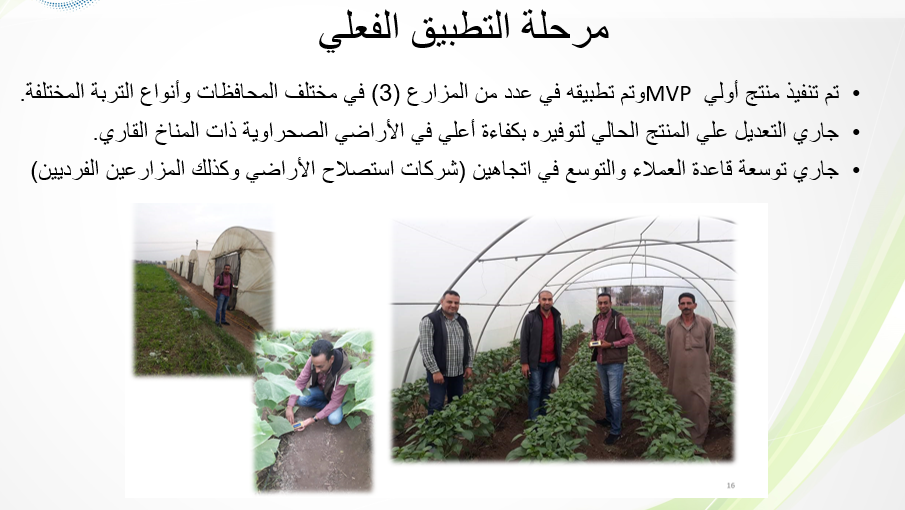 مرحلة التطبيق الفعلي
• تم تنفيذ منتج أولي MVP وتم تطبيقه في عدد من المزارع (3) في مختلف المحافظات وأنواع التربة المختلفة.
• جاري التعديل علي المنتج الحالي لتوفيره بكفاءة أعلي في الأراضي الصحراوية ذات المناخ القاري.
• جاري توسعة قاعدة العملاء والتوسع في اتجاهين (شركات استصلاح الأراضي وكذلك المزارعين الفرديين)
16